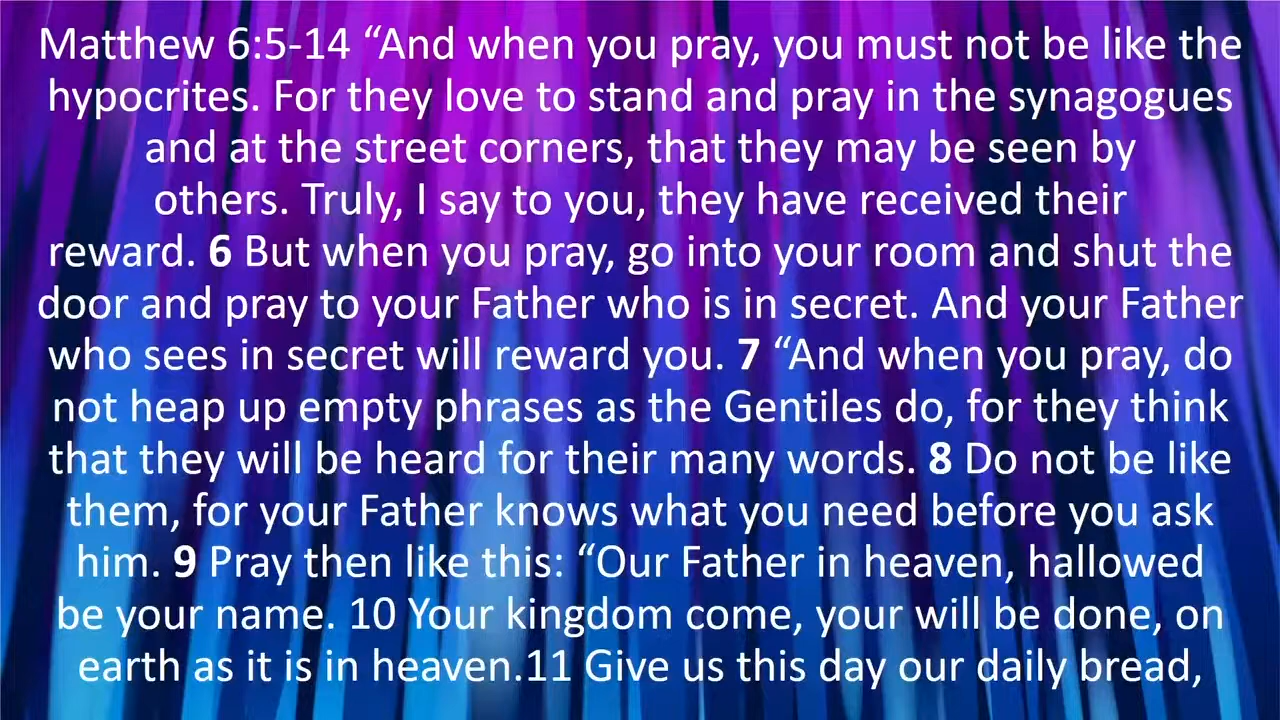 Matthew 6:5-14 “And when you pray, you must not be like the
hypocrites. For they love to stand and pray in the synagogues
and at the street corners, that they may be seen by
others. Truly, I say to you, they have received their
reward. 6 But when you pray, go into your room and shut the
door and pray to your Father who is in secret. And your Father
who sees in secret will reward you. 7 “And when you pray, do
not heap up empty phrases as the Gentiles do, for they think
that they will be heard for their many words. 8 Do not be like
them, for your Father knows what you need before you ask
him. 9 Pray then like this: “Our Father in heaven, hallowed
be your name. 10 Your kingdom come, your will be done, on
earth as it is in heaven.11 Give us this day our daily bread,